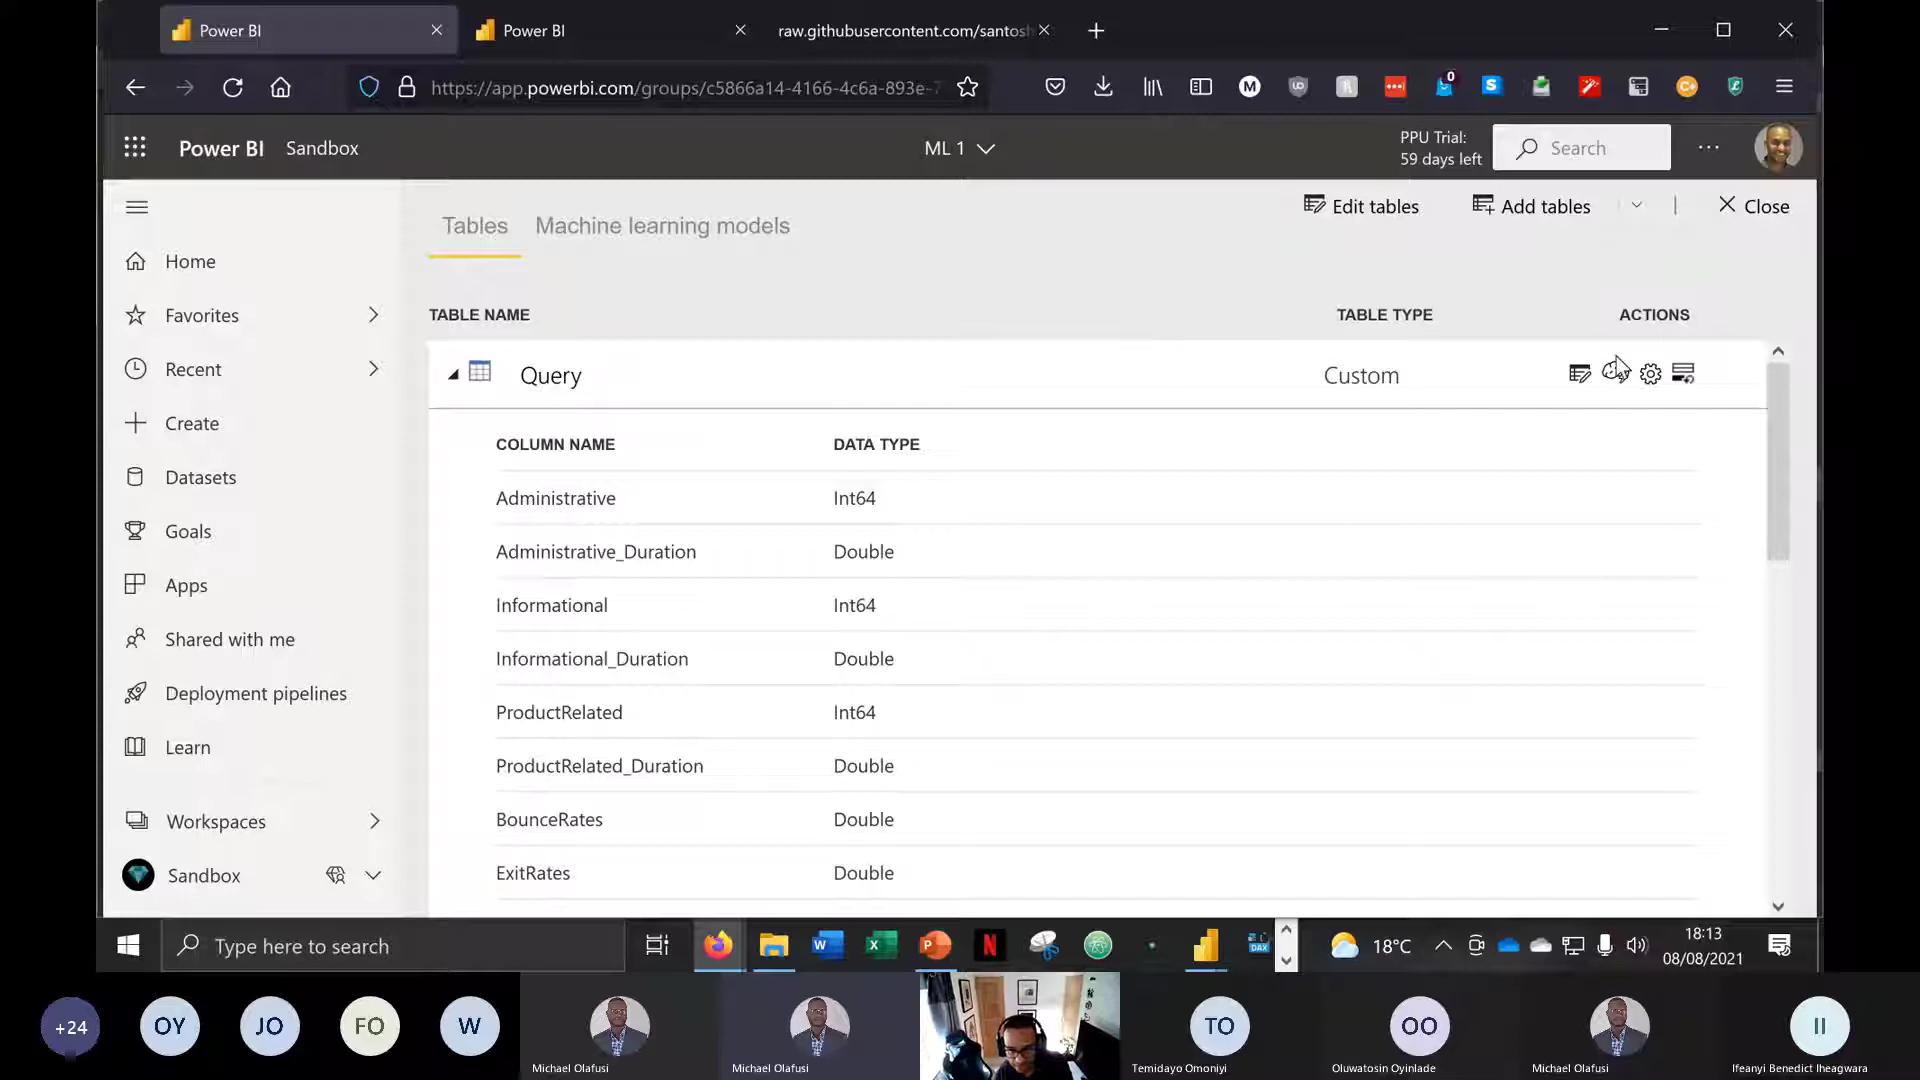 Power BI
Power BI
raw.githubusercontent.com/santosh
https://app.powerbi.com/groups/c5866a14-4166-4c6a-893e-7
0
Power BI
Sandbox
ML 1
PPU Trial:
59 days left
Search
Edit tables
Add tables
Close
Tables
Machine learning models
Home
Favorites
Recent
Create
Datasets
Goals
Apps
Shared with me
Deployment pipelines
Learn
Workspaces
Sandbox
TABLE NAME
TABLE TYPE
ACTIONS
Query
Custom
COLUMN NAME
DATA TYPE
Administrative
Int64
Administrative_Duration
Double
Informational
Int64
Informational_Duration
Double
ProductRelated
Int64
ProductRelated_Duration
Double
BounceRates
Double
ExitRates
Double
Type here to search
DAX
18°C
18:13
08/08/2021
+24
OY
JO
FO
W
Michael Olafusi
Michael Olafusi
TO
Temidayo Omoniyi
OO
Oluwatosin Oyinlade
Michael Olafusi
II
Ifeanyi Benedict Iheagwara